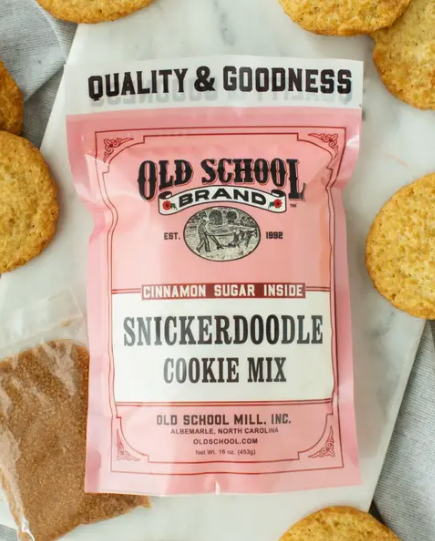 QUALITY & GOODNESS
OLD SCHOOL
BRAND™
EST. 1992
CINNAMON SUGAR INSIDE
SNICKERDOODLE
COOKIE MIX
OLD SCHOOL MILL, INC.
ALBEMARLE, NORTH CAROLINA
OLDSCHOOL.COM
Net Wt. 16 oz. (453g)